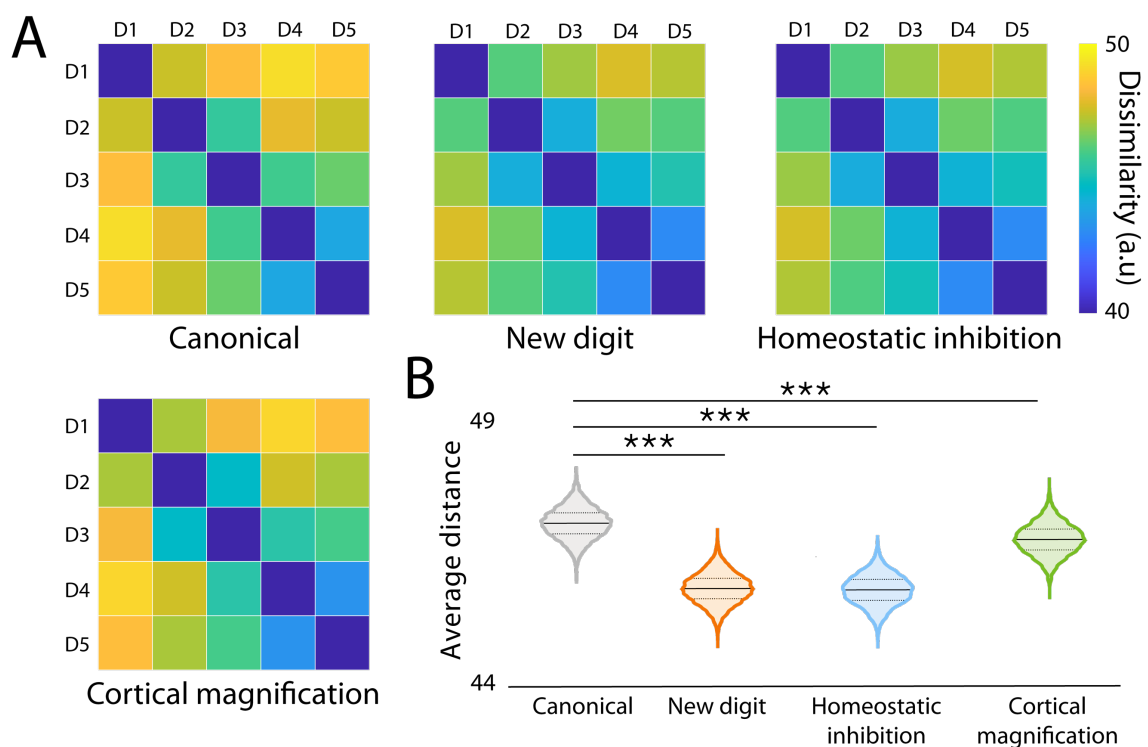 A
D1 D2 D3 D4 D5
D1
D2
D3
D4
D5
Canonical
D1 D2 D3 D4 D5
New digit
D1 D2 D3 D4 D5
Homeostatic inhibition
50
Dissimilarity (a.u)
40
D1
D2
D3
D4
D5
Cortical magnification
B
49
Average distance
44
***
***
***
Canonical
New digit
Homeostatic
inhibition
Cortical
magnification